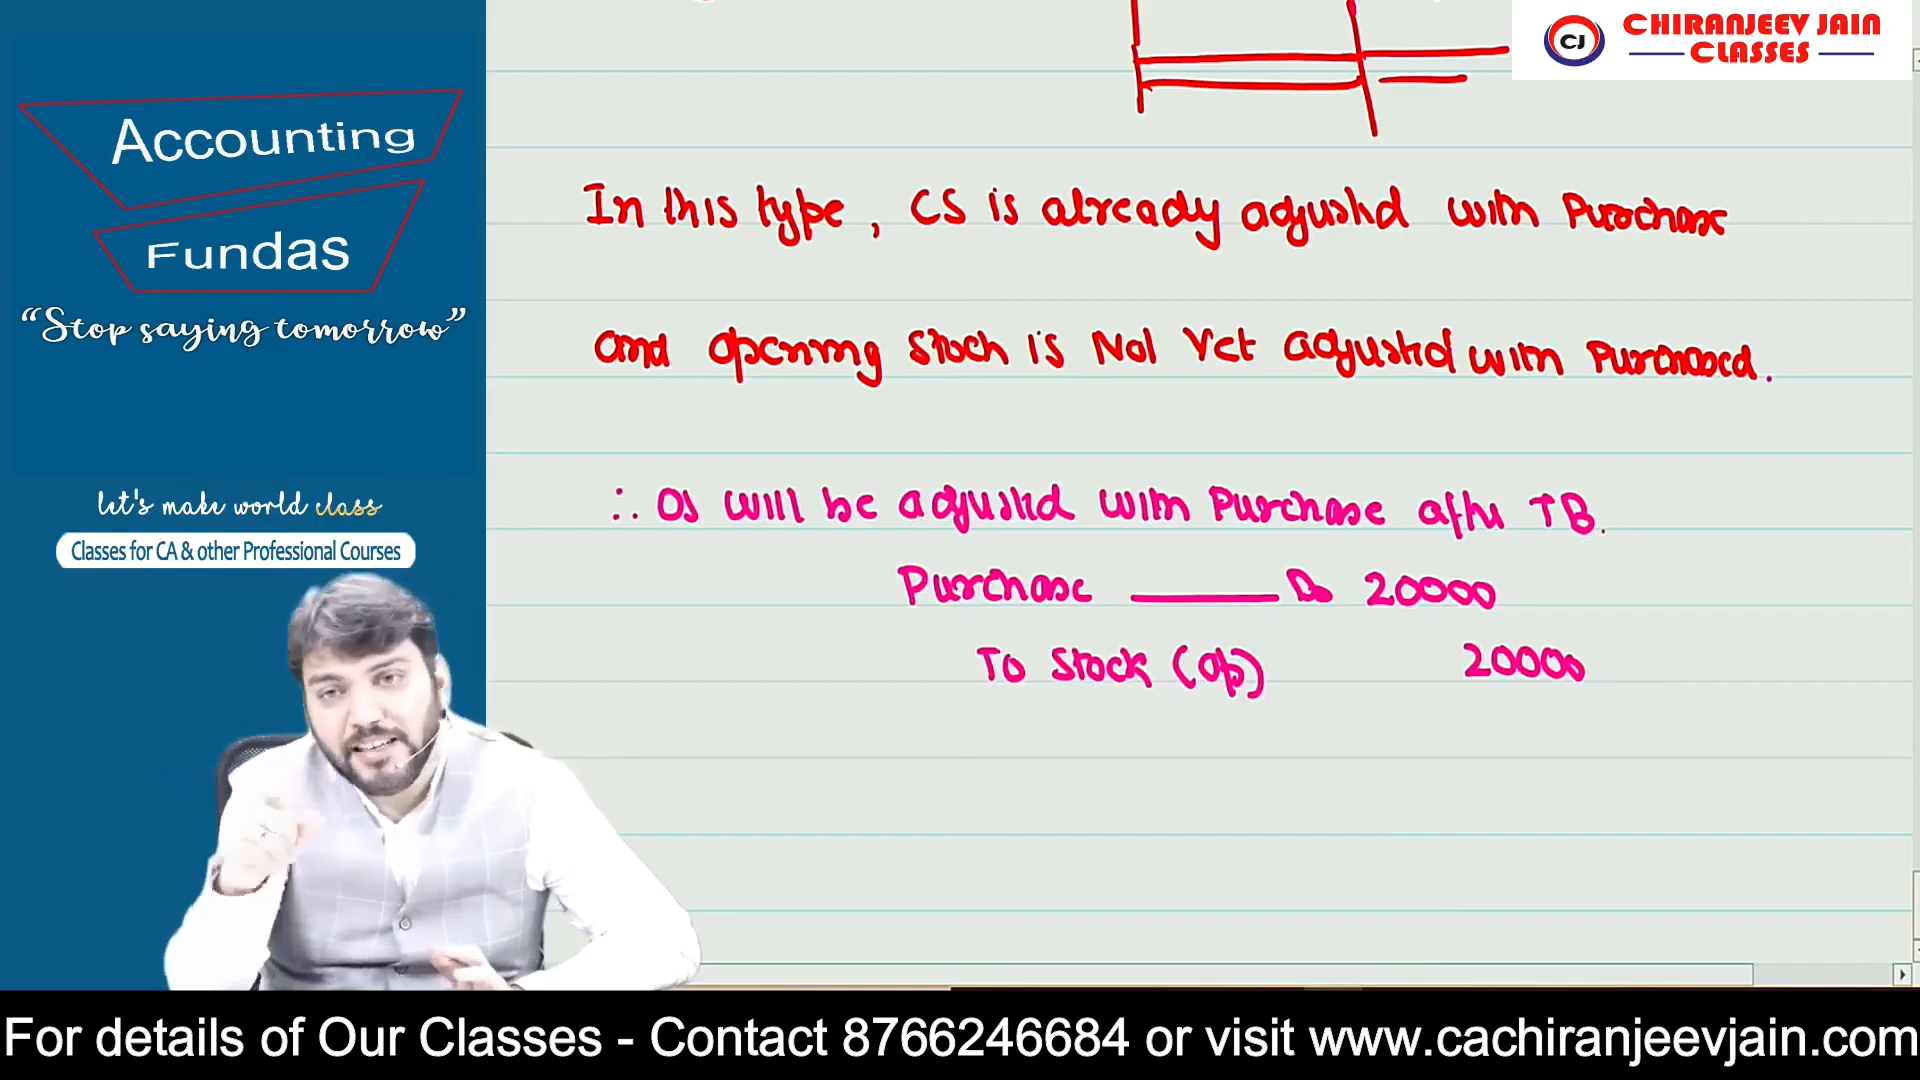 CHIRANJEEV JAIN
CJ
CLASSES
Accounting
Fundas
“Stop saying tomorrow”
let's make world class
Classes for CA & other Professional Courses
In this type, CS is already adjusted with Purchase
and opening stock is Not Yet adjusted with Purchased.
∴ OS will be adjusted with Purchase after TB.
Purchase ——— Dr 20000
To Stock (op) 20000
For details of Our Classes - Contact 8766246684 or visit www.cachiranjeevjain.com